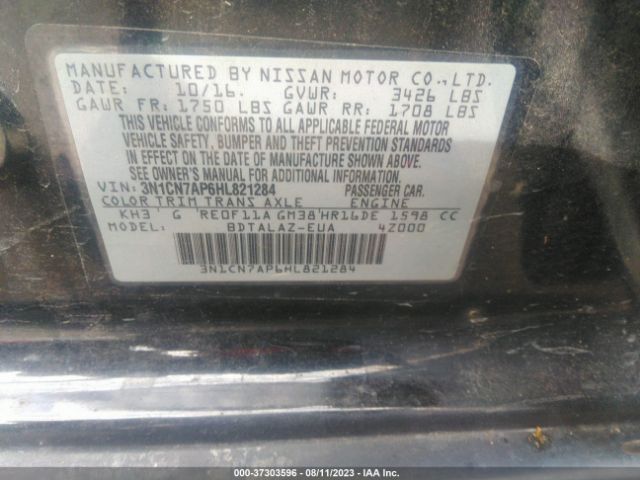 MANUFACTURED BY NISSAN MOTOR CO.,LTD.
DATE: 10/16. GVWR: 3426 LBS
GAWR FR: 1750 LBS GAWR RR: 1708 LBS
THIS VEHICLE CONFORMS TO ALL APPLICABLE FEDERAL MOTOR
VEHICLE SAFETY, BUMPER AND THEFT PREVENTION STANDARDS
IN EFFECT ON THE DATE OF MANUFACTURE SHOWN ABOVE.
SEE OWNER'S MANUAL FOR ADDITIONAL INFORMATION.
VIN: 3N1CN7AP6HL821284 PASSENGER CAR.
COLOR TRIM TRANS AXLE ENGINE
KH3 G RE0F11A GM38 HR16DE 1598 CC
MODEL: BDTALAZ-EUA 4Z000
3N1CN7AP6HL821284
000-37303596 - 08/11/2023 - IAA Inc.